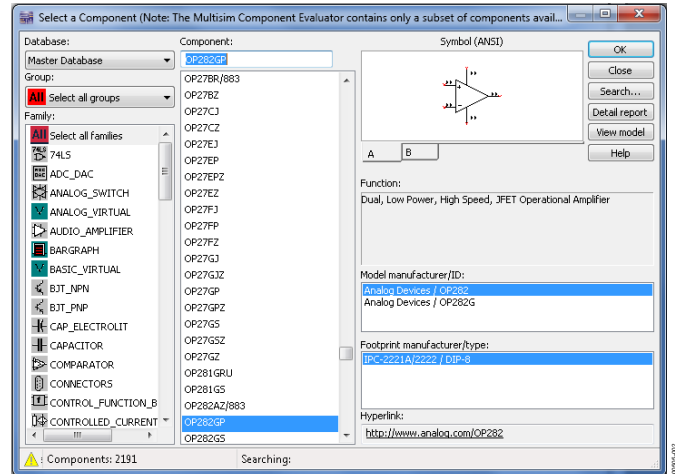 Select a Component (Note: The Multisim Component Evaluator contains only a subset of components avail...
Database:
Master Database
Group:
All Select all groups
Family:
All Select all families
74LS
ADC_DAC
ANALOG_SWITCH
ANALOG_VIRTUAL
AUDIO_AMPLIFIER
BARGRAPH
BASIC_VIRTUAL
BJT_NPN
BJT_PNP
CAP_ELECTROLIT
CAPACITOR
COMPARATOR
CONNECTORS
CONTROL_FUNCTION_B
CONTROLLED_CURRENT
Component:
OP282GP
OP27BR/883
OP27BZ
OP27CJ
OP27CZ
OP27EJ
OP27EP
OP27EPZ
OP27EZ
OP27FJ
OP27FP
OP27FZ
OP27GJ
OP27GJZ
OP27GP
OP27GPZ
OP27GS
OP27GSZ
OP27GZ
OP281GRU
OP281GS
OP282AZ/883
OP282GP
OP282GS
Symbol (ANSI)
A
B
Function:
Dual, Low Power, High Speed, JFET Operational Amplifier
Model manufacturer/ID:
Analog Devices / OP282
Analog Devices / OP282G
Footprint manufacturer/type:
IPC-2221A/2222 / DIP-8
Hyperlink:
http://www.analog.com/OP282
OK
Close
Search...
Detail report
View model
Help
Components: 2191
Searching: